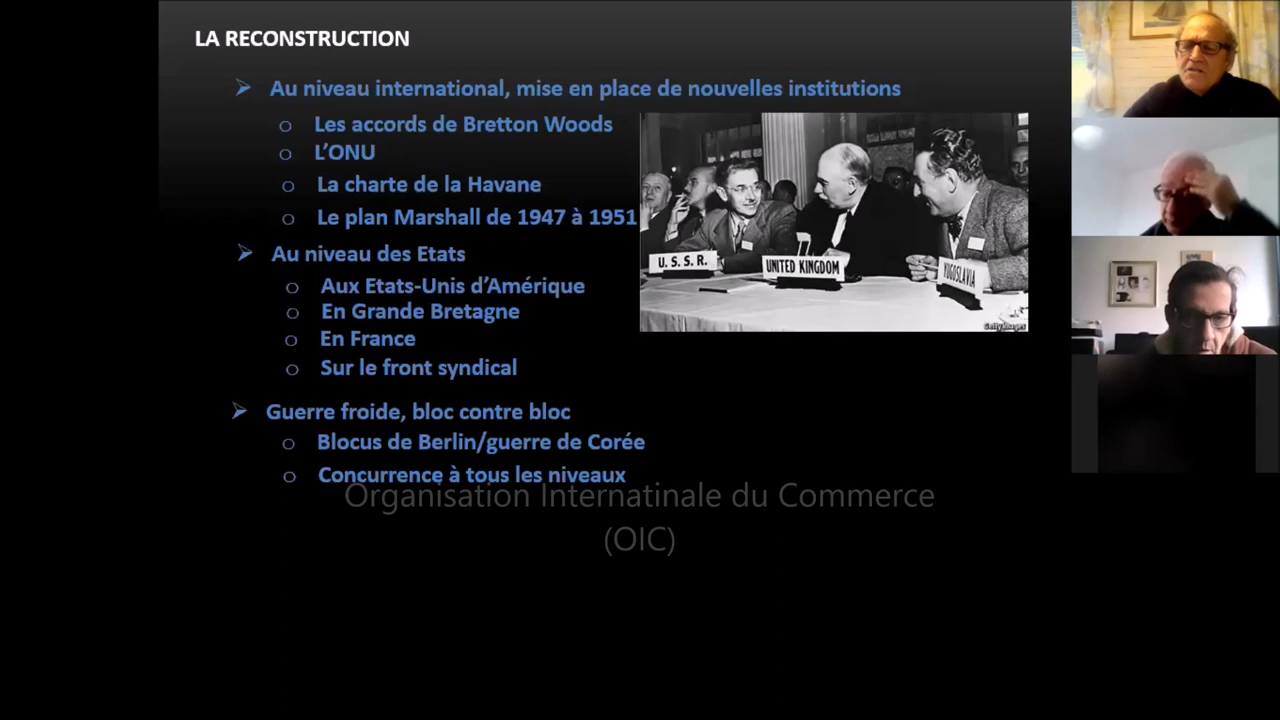 LA RECONSTRUCTION
Au niveau international, mise en place de nouvelles institutions
Les accords de Bretton Woods
L'ONU
La charte de la Havane
Le plan Marshall de 1947 à 1951
Au niveau des Etats
Aux Etats-Unis d'Amérique
En Grande Bretagne
En France
Sur le front syndical
Guerre froide, bloc contre bloc
Blocus de Berlin/guerre de Corée
Concurrence à tous les niveaux
Organisation Internatinale du Commerce
(OIC)
U.S.S.R.
UNITED KINGDOM
YUGOSLAVIA
GettyImages